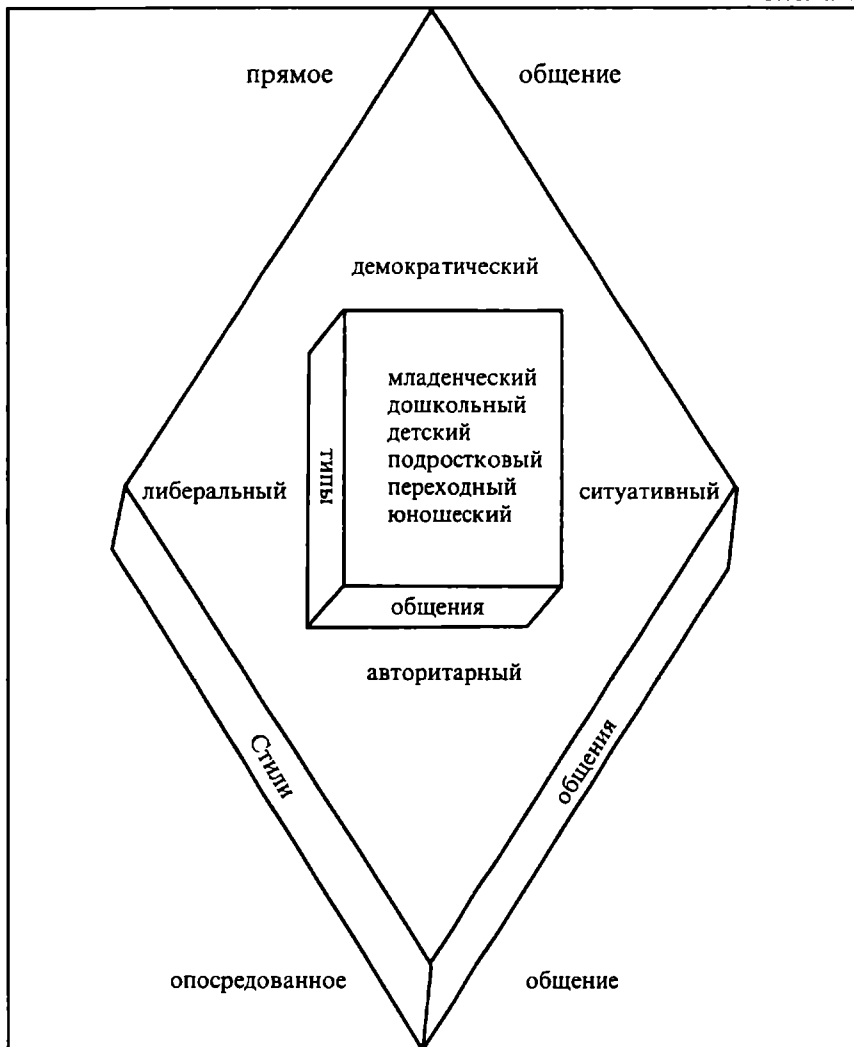 прямое общение
демократический
младенческий
дошкольный
детский
подростковый
переходный
юношеский
типы
либеральный
ситуативный
общения
авторитарный
Стили
общения
опосредованное общение